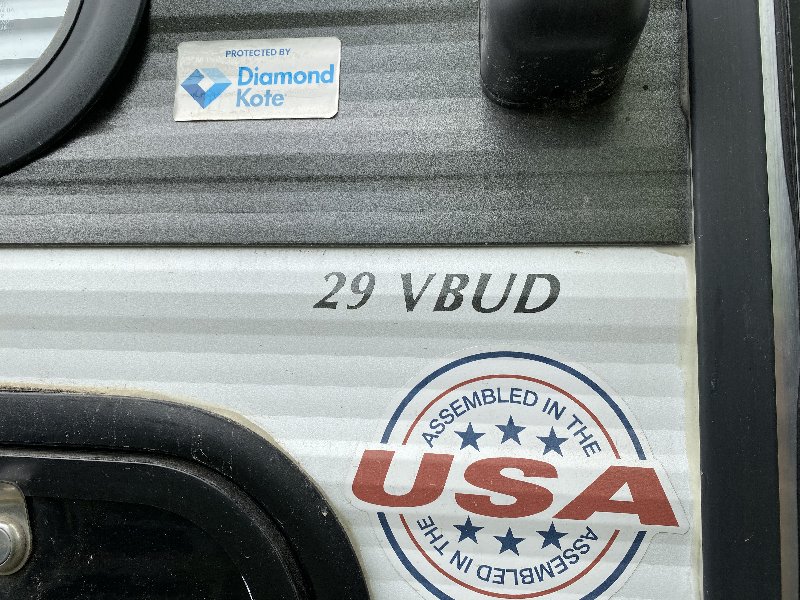 PROTECTED BY
Diamond
Kote
29 VBUD
ASSEMBLED IN THE
USA
ASSEMBLED IN THE